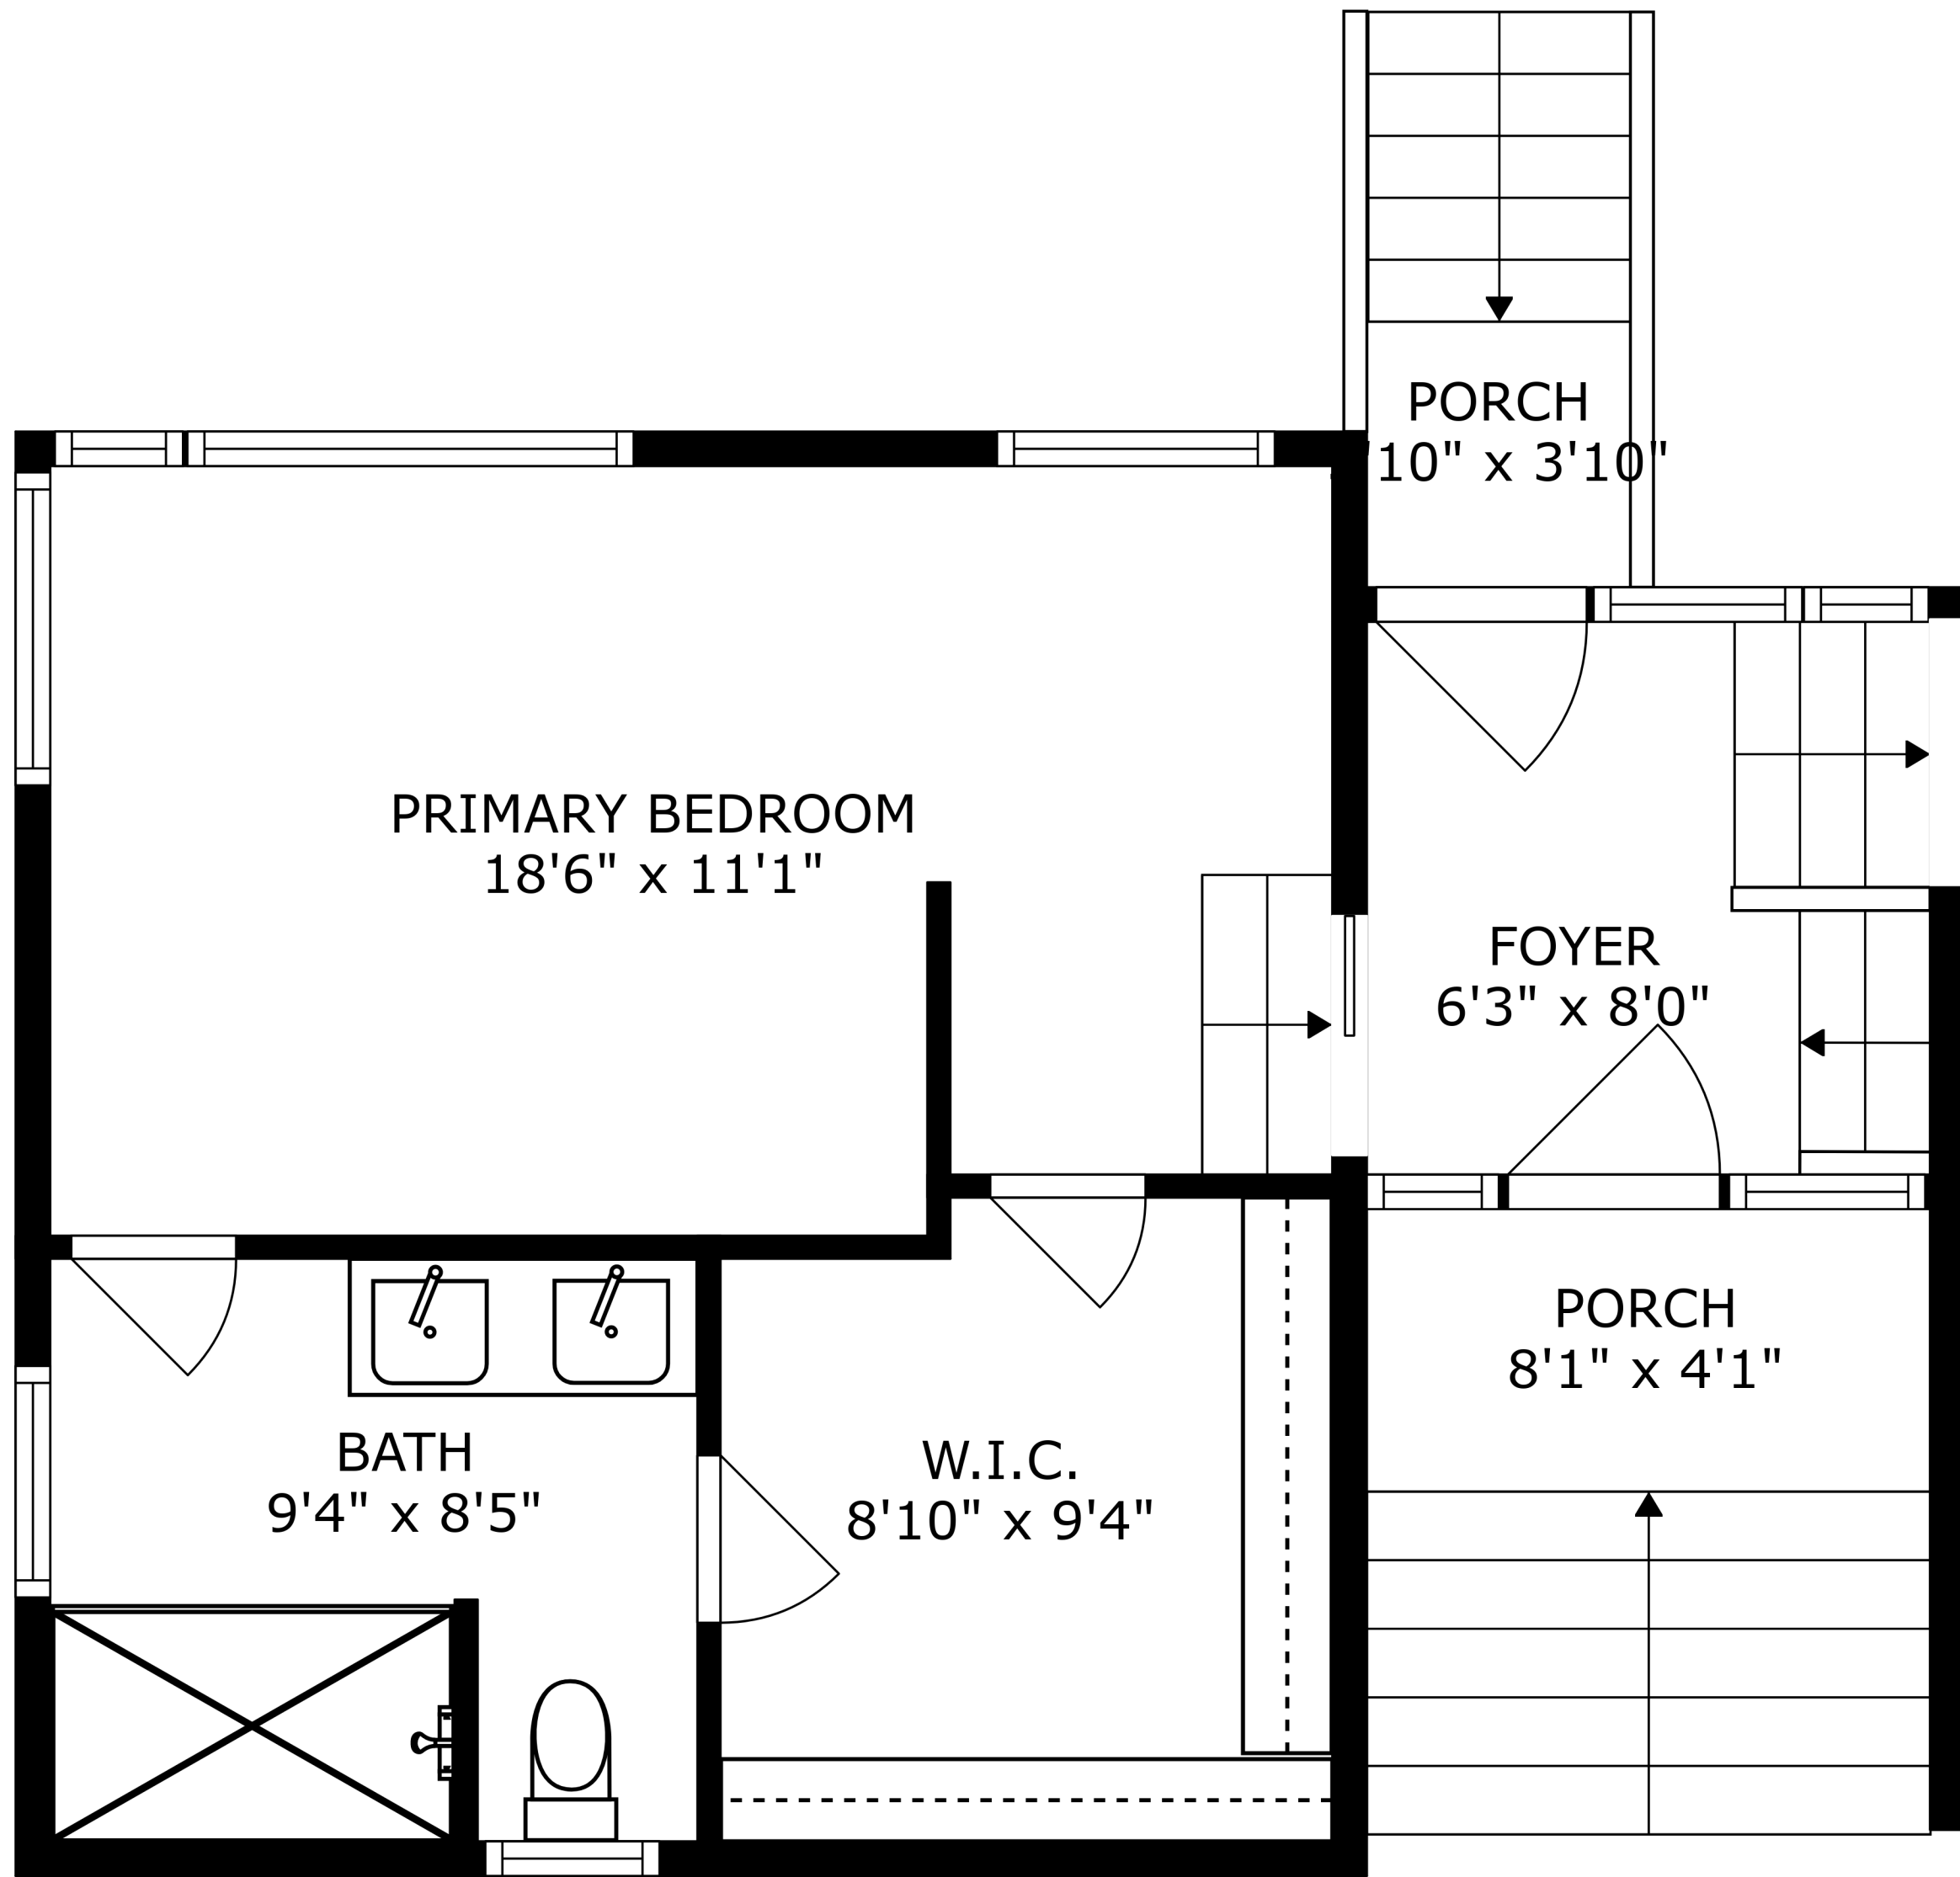 PORCH
10" x 3'10"
PRIMARY BEDROOM
18'6" x 11'1"
FOYER
6'3" x 8'0"
PORCH
8'1" x 4'1"
BATH
9'4" x 8'5"
W.I.C.
8'10" x 9'4"